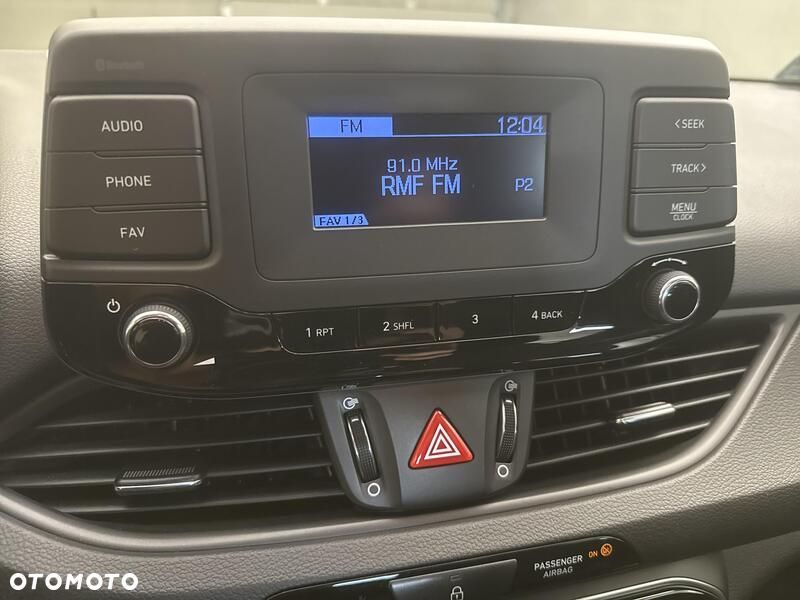 Bluetooth
AUDIO
PHONE
FAV
FM 12:04
91.0 MHz
RMF FM P2
FAV 1/3
< SEEK
TRACK >
MENU
CLOCK
1 RPT 2 SHFL 3 4 BACK
PASSENGER ON
AIRBAG
OTOMOTO